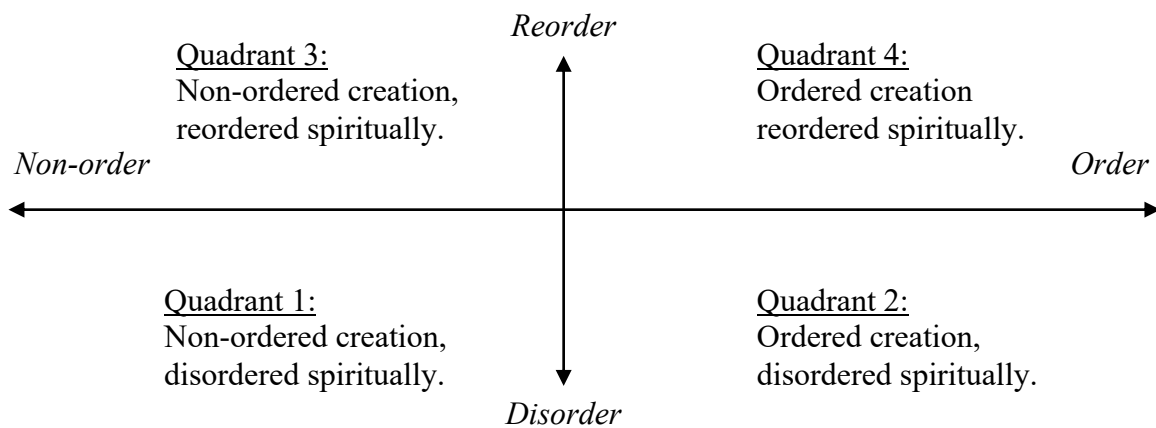 Reorder
Quadrant 3:
Non-ordered creation,
reordered spiritually.
Quadrant 4:
Ordered creation
reordered spiritually.
Non-order
Order
Quadrant 1:
Non-ordered creation,
disordered spiritually.
Quadrant 2:
Ordered creation,
disordered spiritually.
Disorder